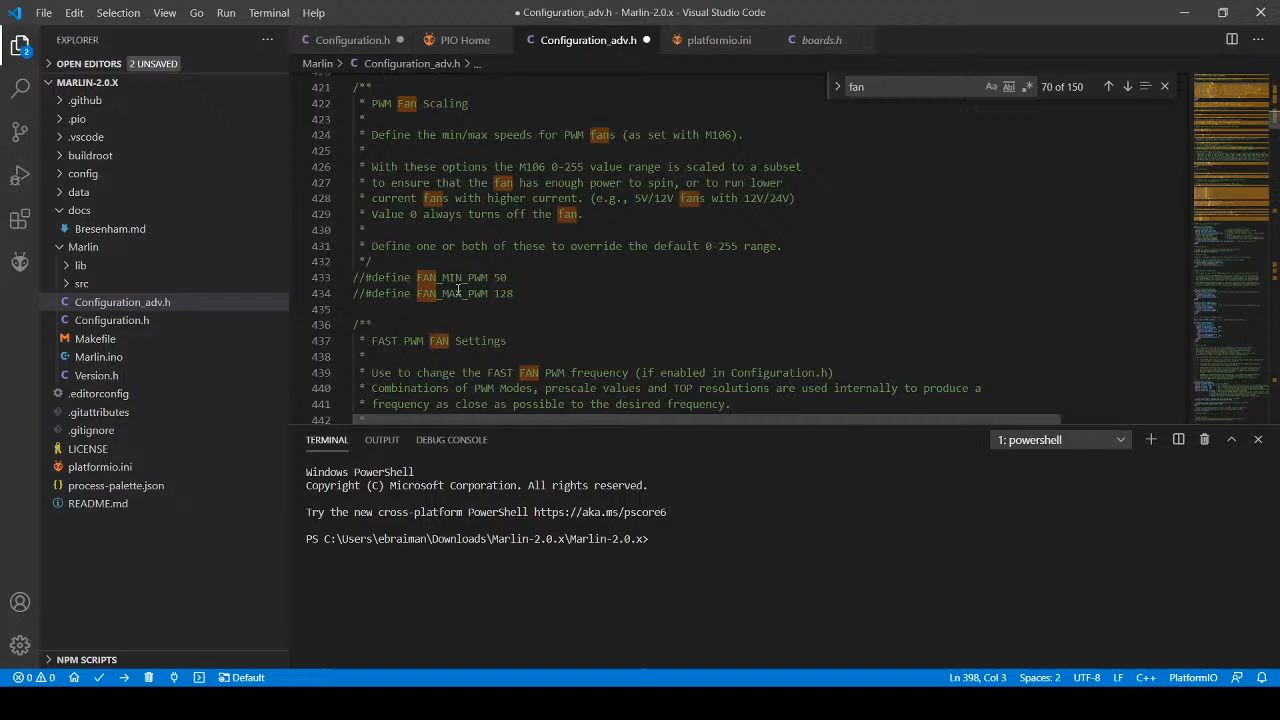 File Edit Selection View Go Run Terminal Help
● Configuration_adv.h - Marlin-2.0.x - Visual Studio Code
EXPLORER
Configuration.h
PIO Home
Configuration_adv.h
platformio.ini
boards.h
OPEN EDITORS 2 UNSAVED
Marlin > Configuration_adv.h > ...
MARLIN-2.0.X
.github
.pio
.vscode
buildroot
config
data
docs
Bresenham.md
Marlin
lib
src
Configuration_adv.h
Configuration.h
Makefile
Marlin.ino
Version.h
.editorconfig
.gitattributes
.gitignore
LICENSE
platformio.ini
process-palette.json
README.md
NPM SCRIPTS
fan
Aa Abl 70 of 150
421 /**
422 * PWM Fan Scaling
423 *
424 * Define the min/max speeds for PWM fans (as set with M106).
425 *
426 * With these options the M106 0-255 value range is scaled to a subset
427 * to ensure that the fan has enough power to spin, or to run lower
428 * current fans with higher current. (e.g., 5V/12V fans with 12V/24V)
429 * Value 0 always turns off the fan.
430 *
431 * Define one or both of these to override the default 0-255 range.
432 */
433 //#define FAN_MIN_PWM 50
434 //#define FAN_MAX_PWM 128
435
436 /**
437 * FAST PWM FAN Settings
438 *
439 * Use to change the FAST FAN PWM frequency (if enabled in Configuration.h)
440 * Combinations of PWM Modes, prescale values and TOP resolutions are used internally to produce a
441 * frequency as close as possible to the desired frequency.
442 *
TERMINAL OUTPUT DEBUG CONSOLE
1: powershell
Windows PowerShell
Copyright (C) Microsoft Corporation. All rights reserved.
Try the new cross-platform PowerShell https://aka.ms/pscore6
PS C:\Users\ebraiman\Downloads\Marlin-2.0.x\Marlin-2.0.x>
0 0 Default
Ln 398, Col 3 Spaces: 2 UTF-8 LF C++ PlatformIO
2